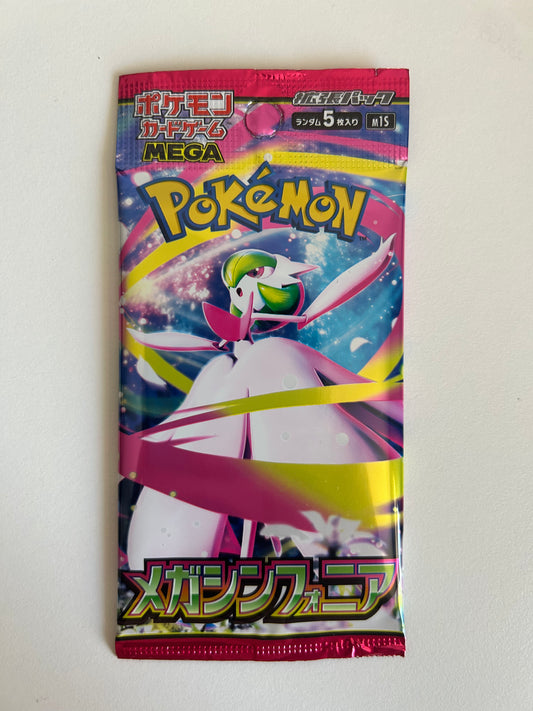 ポケモン
カードゲーム
MEGA
拡張パック
ランダム5枚入り
M1S
POKéMON
TM
メガシンフォニア